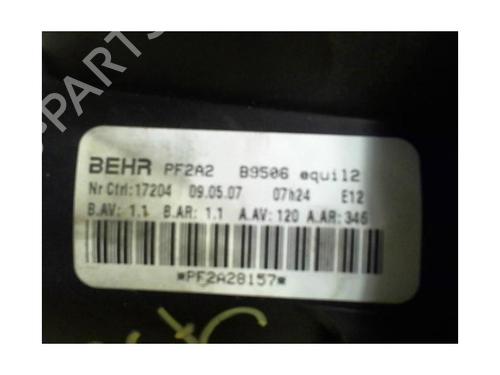 PARTS
BEHR PF2A2 B9506 equil2
Nr Ctrl:17204 09.05.07 07h24 E12
B.AV: 1.1 B.AR: 1.1 A.AV: 120 A.AR: 346
*PF2A28157*